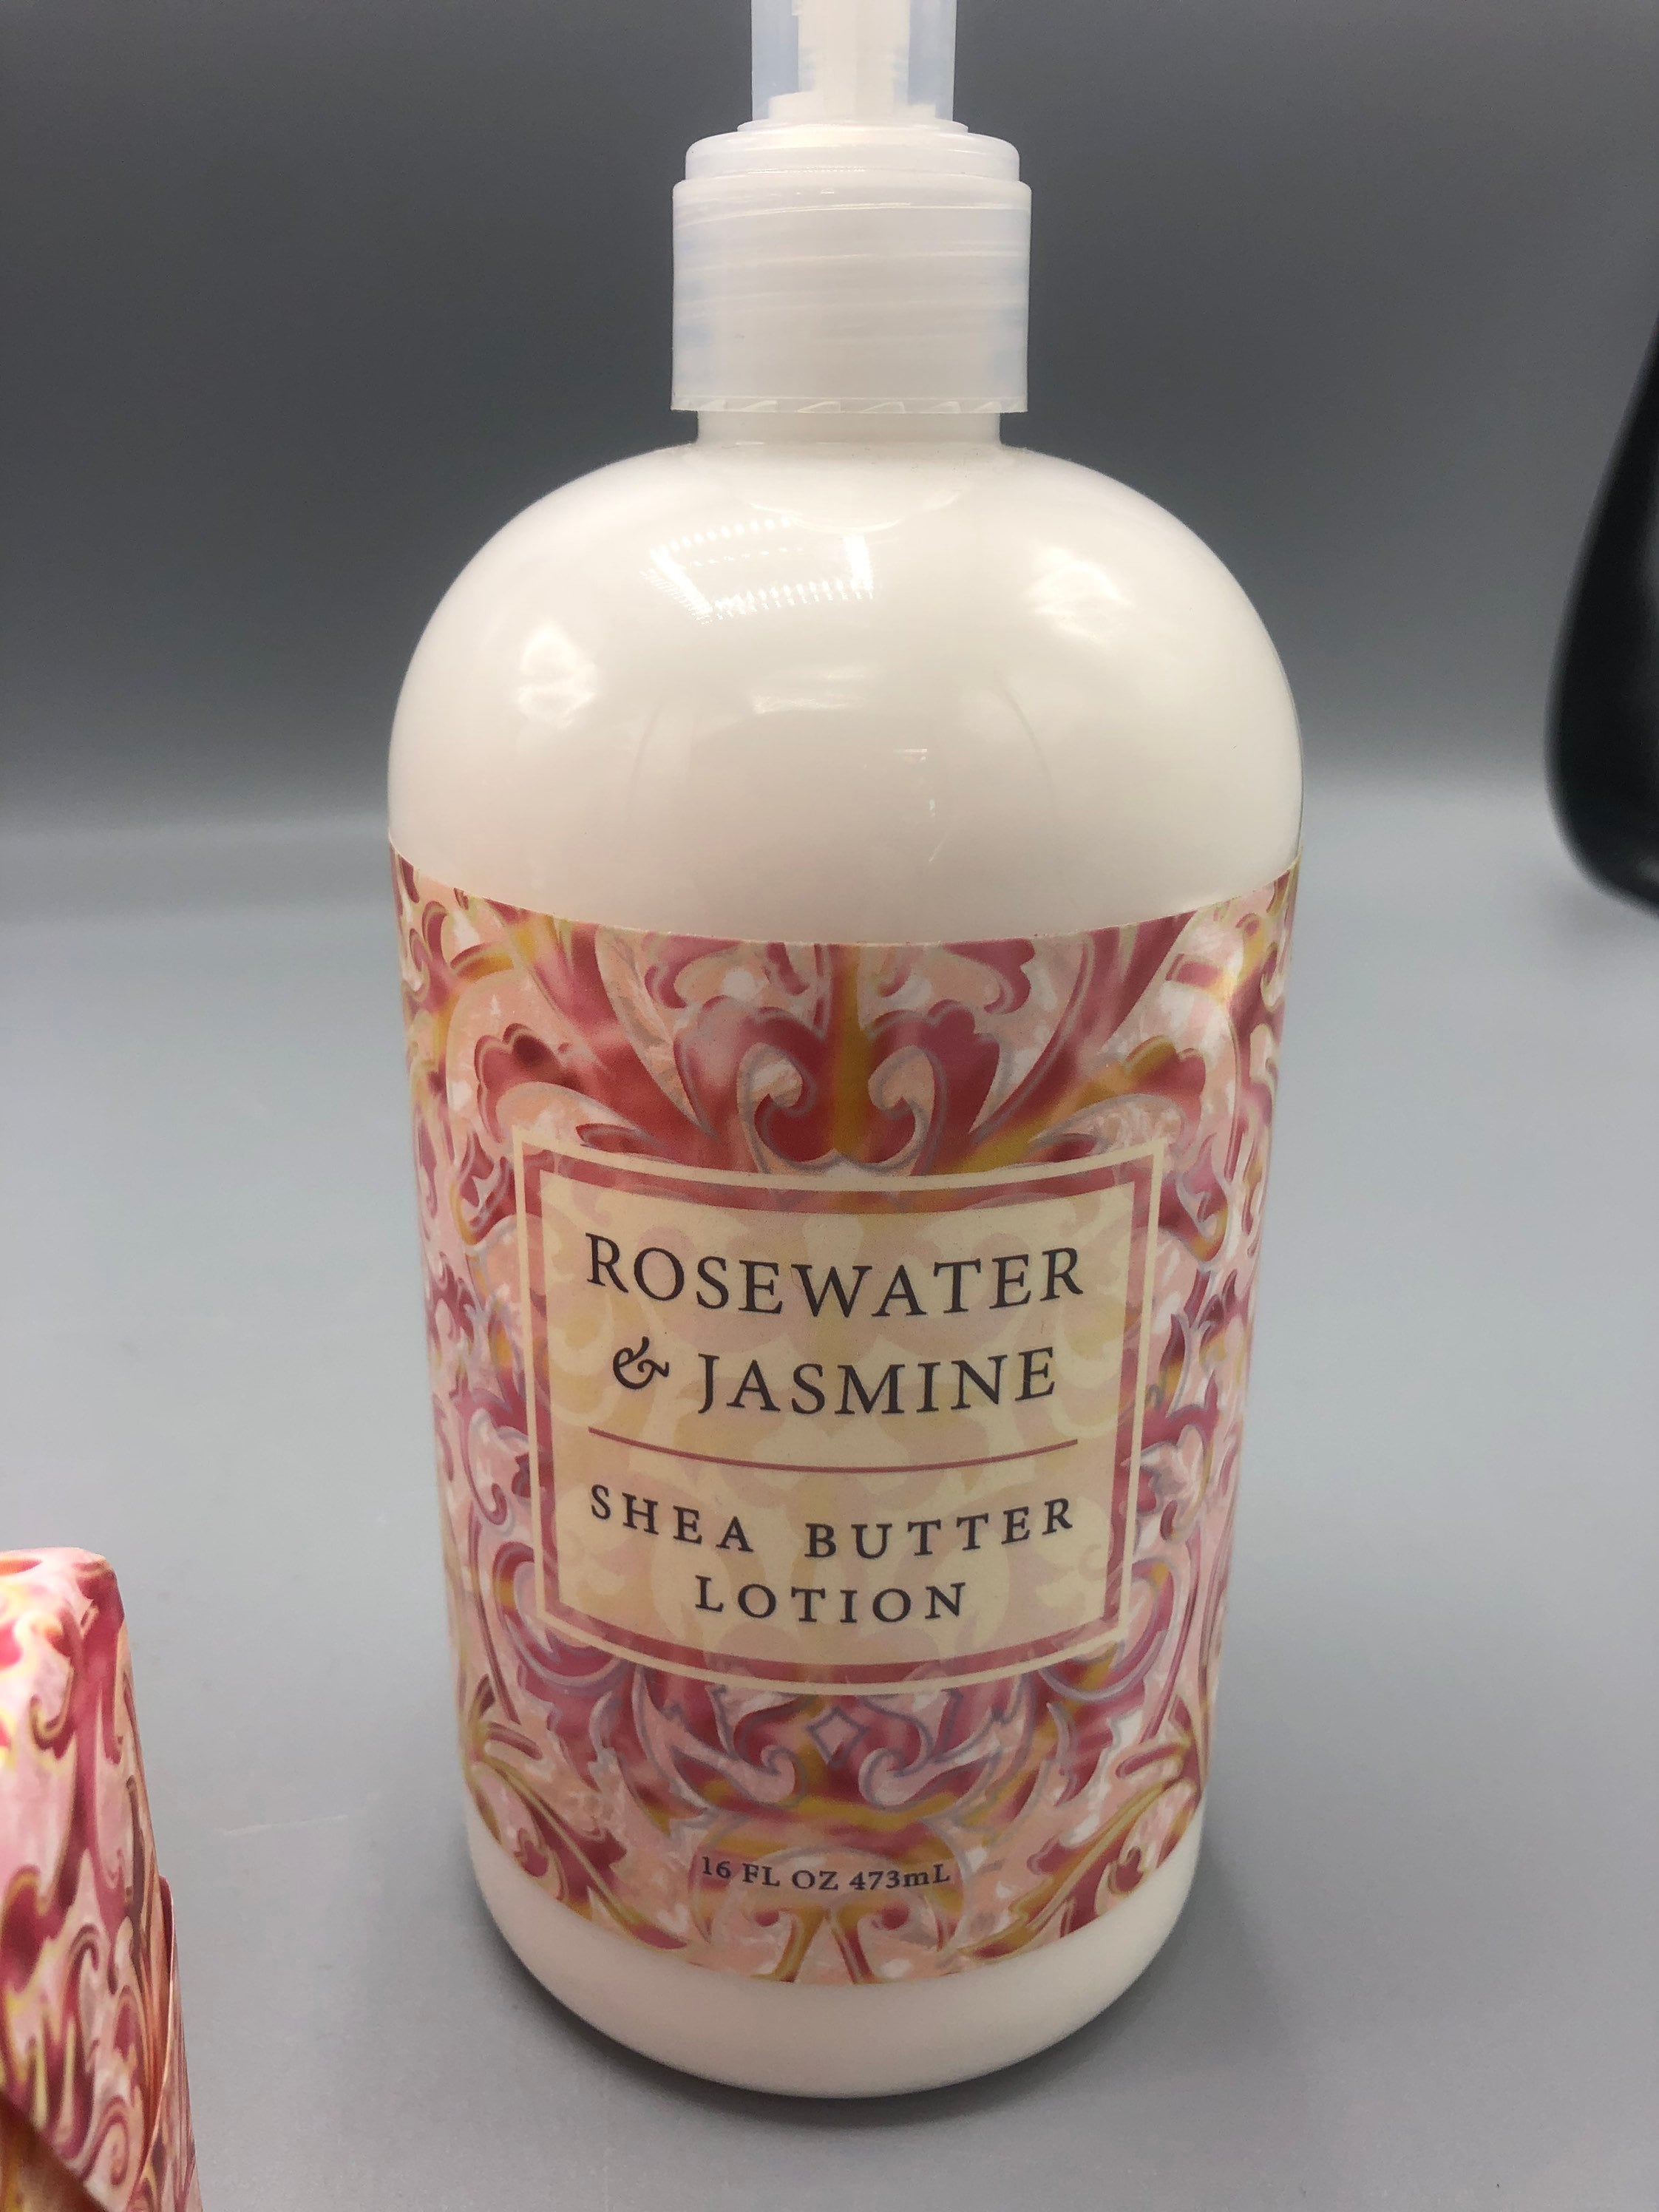 ROSEWATER
& JASMINE
SHEA BUTTER
LOTION
16 FL OZ 473mL